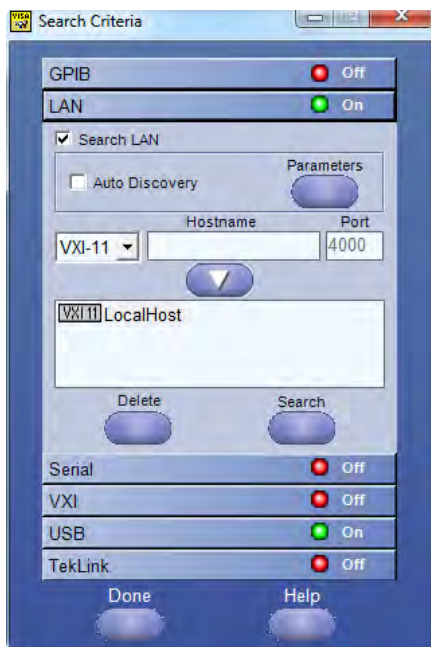 VISA Search Criteria
GPIB Off
LAN On
Search LAN
Auto Discovery Parameters
Hostname Port
VXI-11 4000
VXI 11 LocalHost
Delete Search
Serial Off
VXI Off
USB On
TekLink Off
Done Help